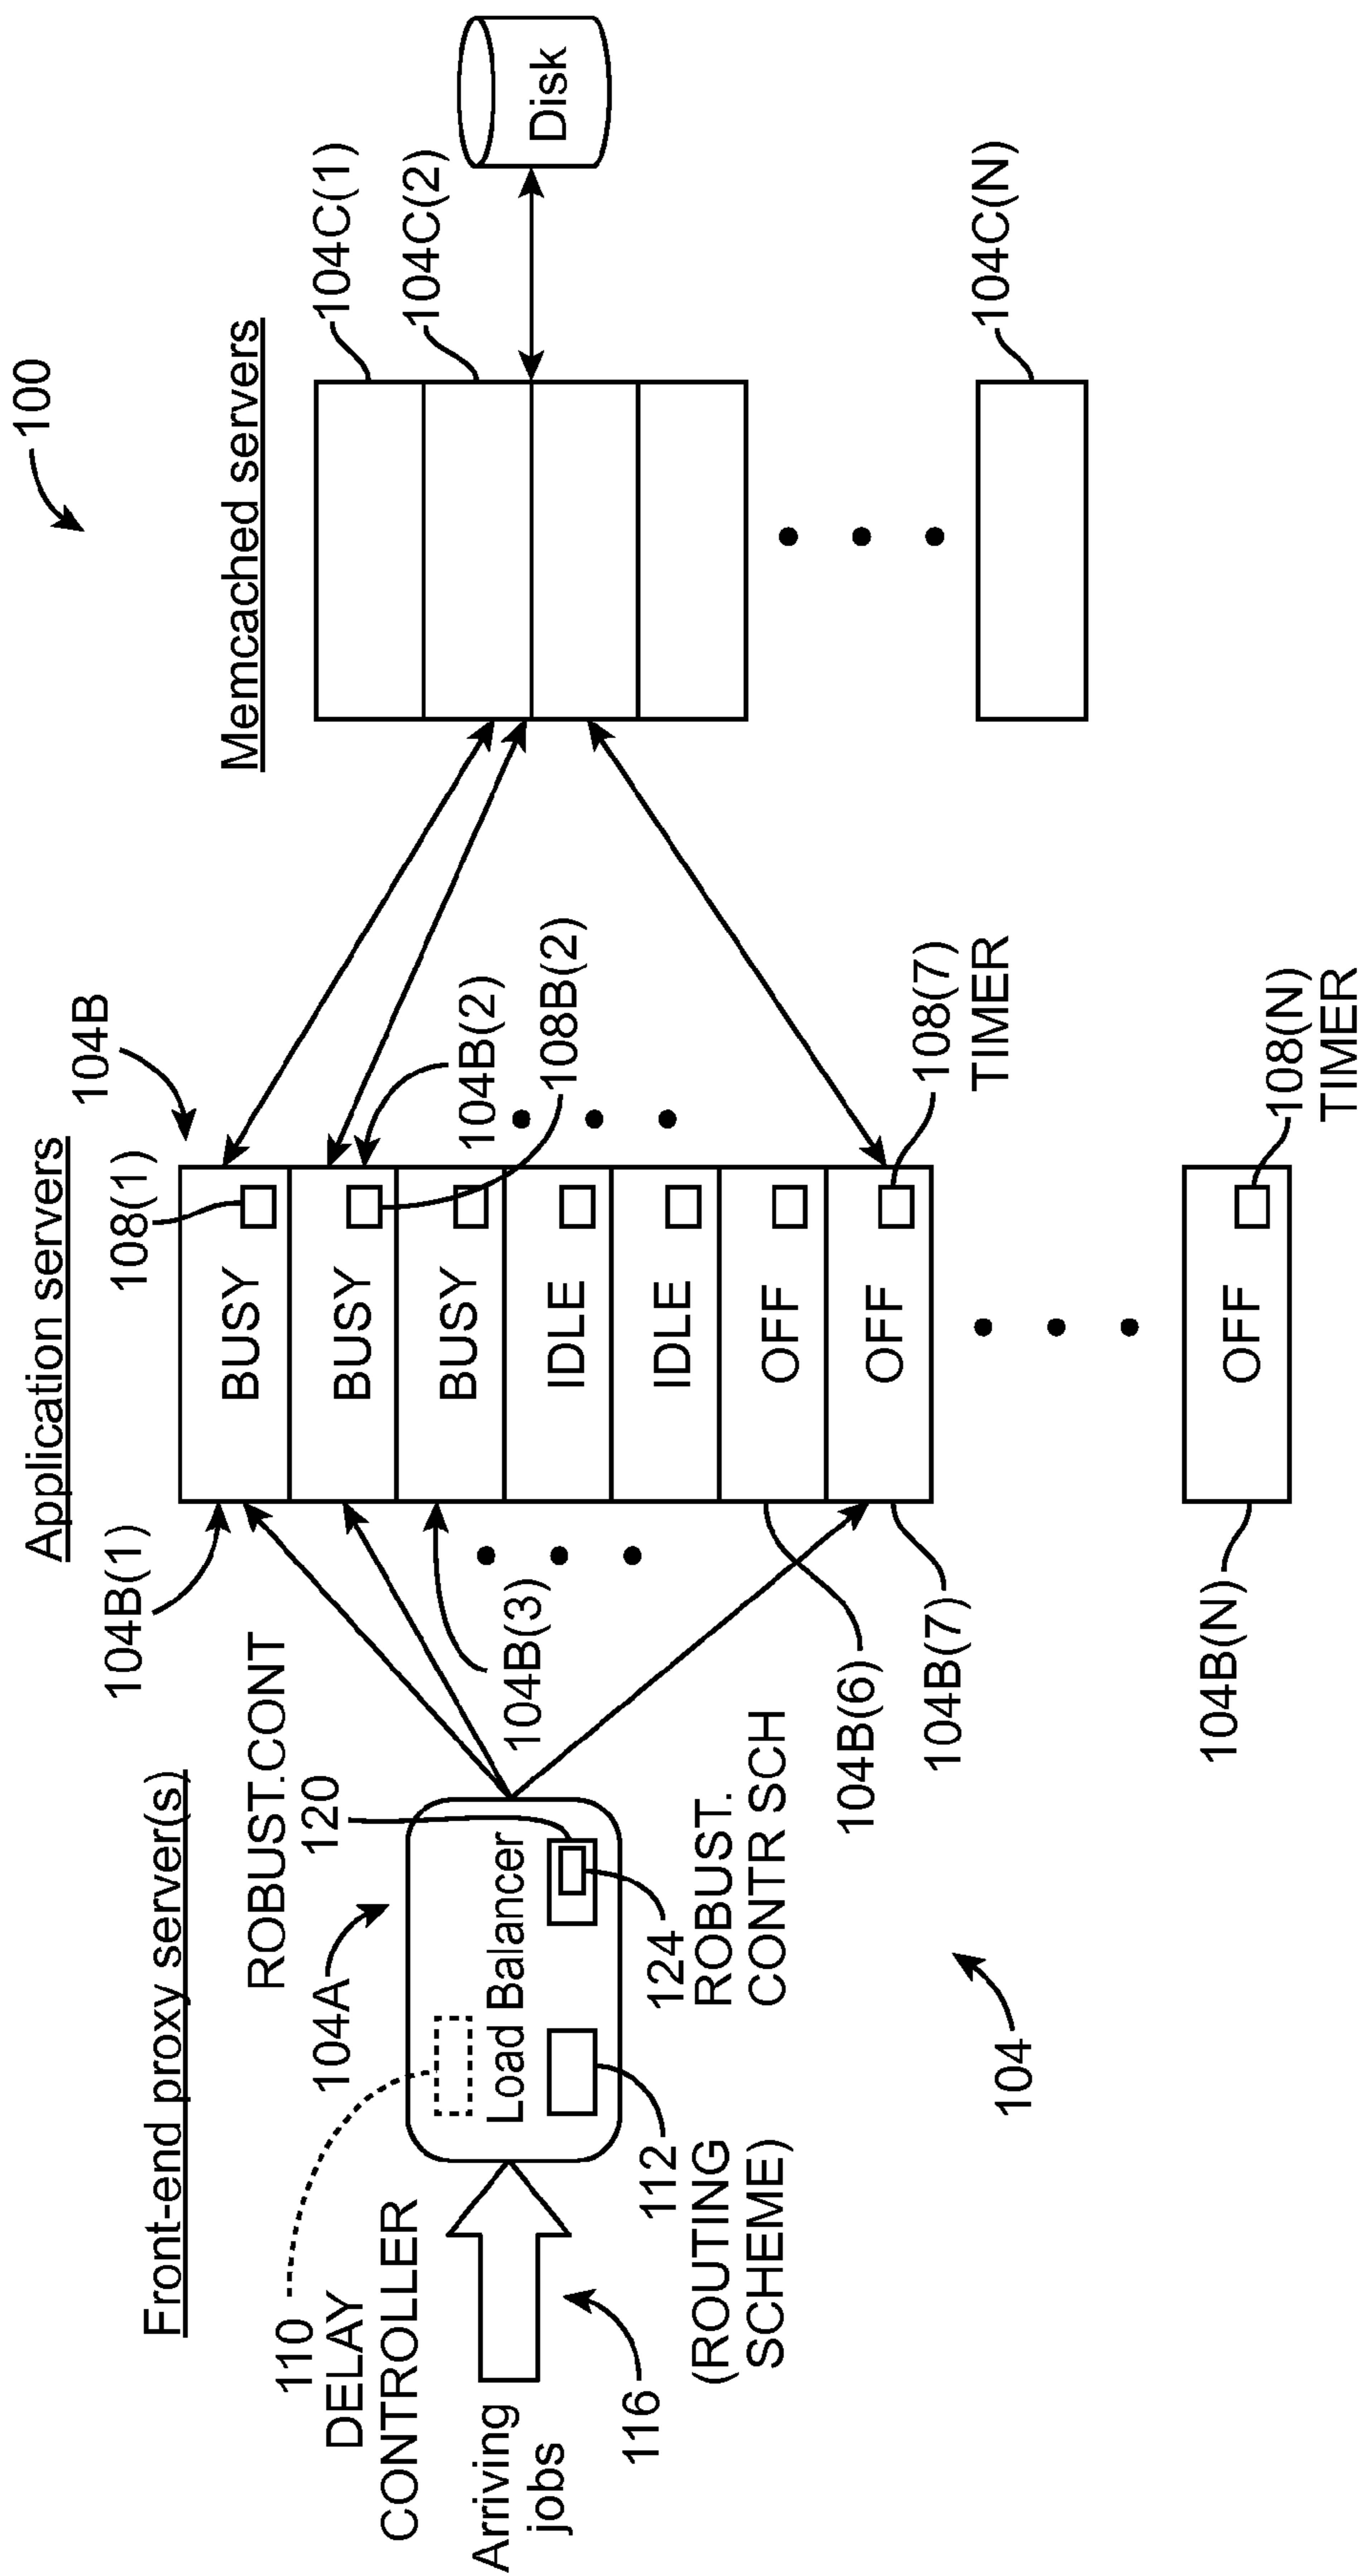 100
Front-end proxy server(s)
Application servers
Memcached servers
110
DELAY
CONTROLLER
104A
ROBUST.CONT
120
Load Balancer
Arriving
jobs
116
112
(ROUTING
SCHEME)
124
ROBUST.
CONTR SCH
104
104B(1)
104B(3)
104B(6)
104B(7)
104B(N)
108(1)
104B
BUSY
BUSY
BUSY
IDLE
IDLE
OFF
OFF
OFF
104B(2)
108B(2)
108(7)
TIMER
108(N)
TIMER
104C(1)
104C(2)
104C(N)
Disk